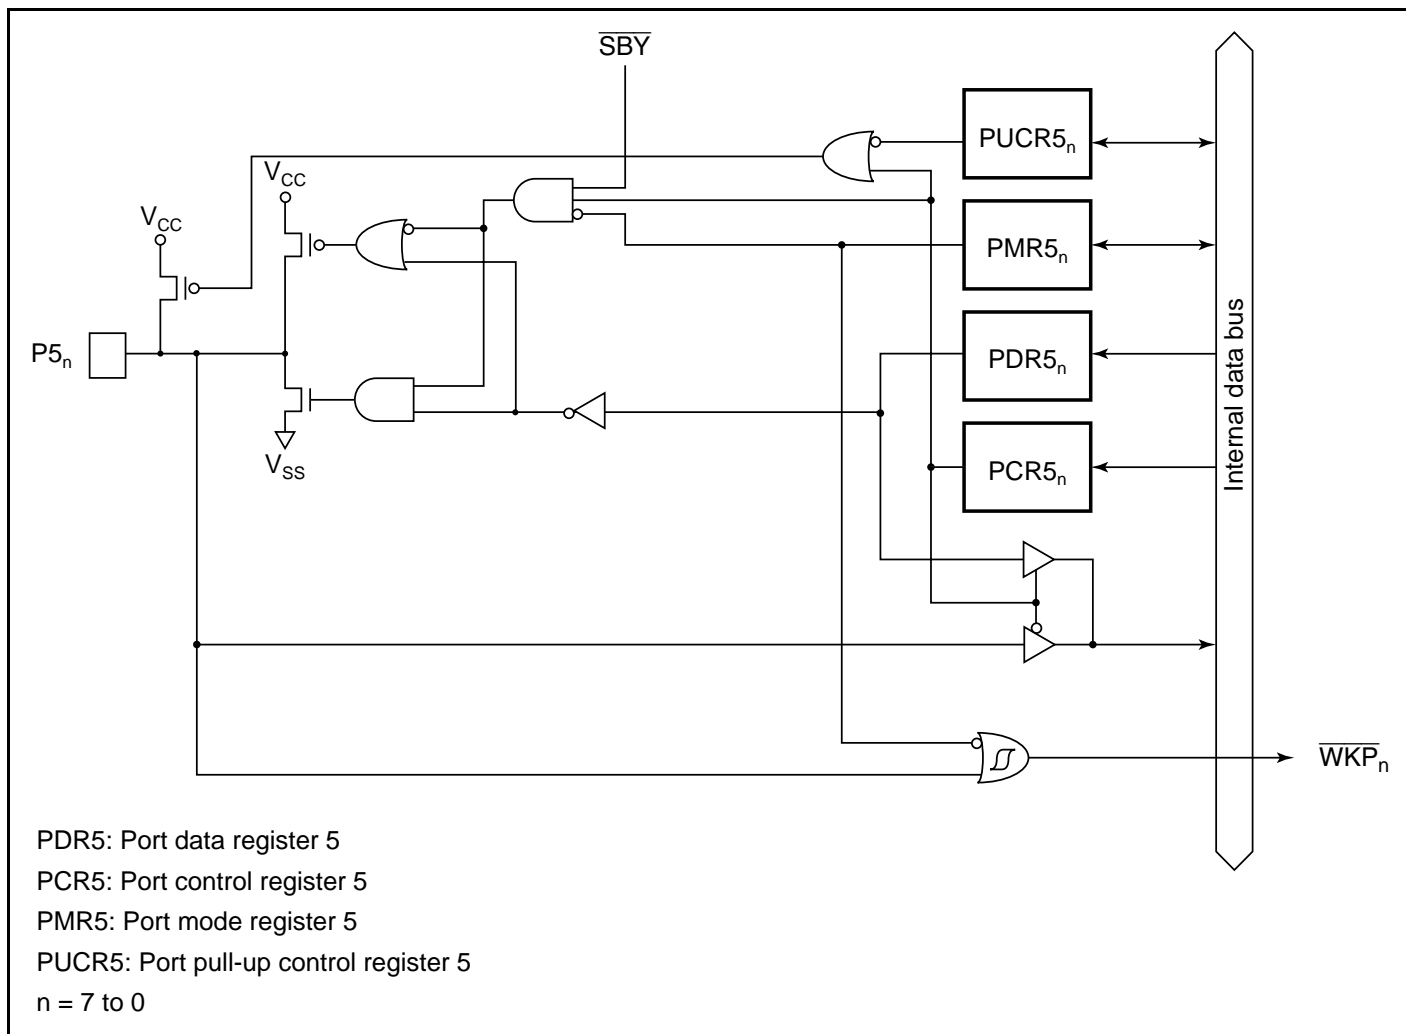 SBY
PUCR5n
VCC
VCC
PMR5n
P5n
PDR5n
VSS
PCR5n
Internal data bus
WKPn
PDR5: Port data register 5
PCR5: Port control register 5
PMR5: Port mode register 5
PUCR5: Port pull-up control register 5
n = 7 to 0